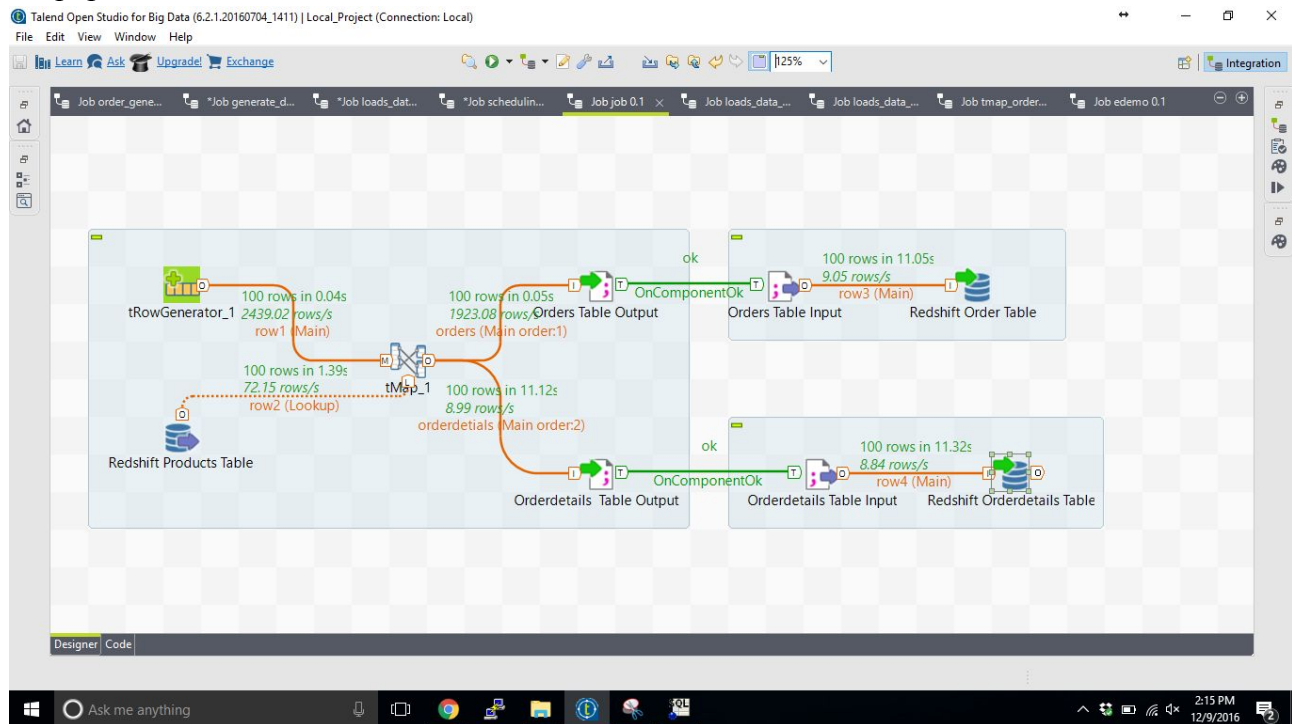 Talend Open Studio for Big Data (6.2.1.20160704_1411) | Local_Project (Connection: Local)
File Edit View Window Help
Learn Ask Upgrade! Exchange
125%
Integration
Job order_gene... *Job generate_d... *Job loads_dat... *Job schedulin... Job job 0.1 Job loads_data_... Job loads_data_... Job tmap_order... Job edemo 0.1
tRowGenerator_1
100 rows in 0.04s
2439.02 rows/s
row1 (Main)
100 rows in 1.39s
72.15 rows/s
row2 (Lookup)
Redshift Products Table
tMap_1
100 rows in 0.05s
1923.08 rows/s
orders (Main order:1)
Orders Table Output
100 rows in 11.12s
8.99 rows/s
orderdetials (Main order:2)
Orderdetails Table Output
ok
OnComponentOk
Orders Table Input
100 rows in 11.05s
9.05 rows/s
row3 (Main)
Redshift Order Table
ok
OnComponentOk
Orderdetails Table Input
100 rows in 11.32s
8.84 rows/s
row4 (Main)
Redshift Orderdetails Table
Designer Code
Ask me anything
2:15 PM
12/9/2016